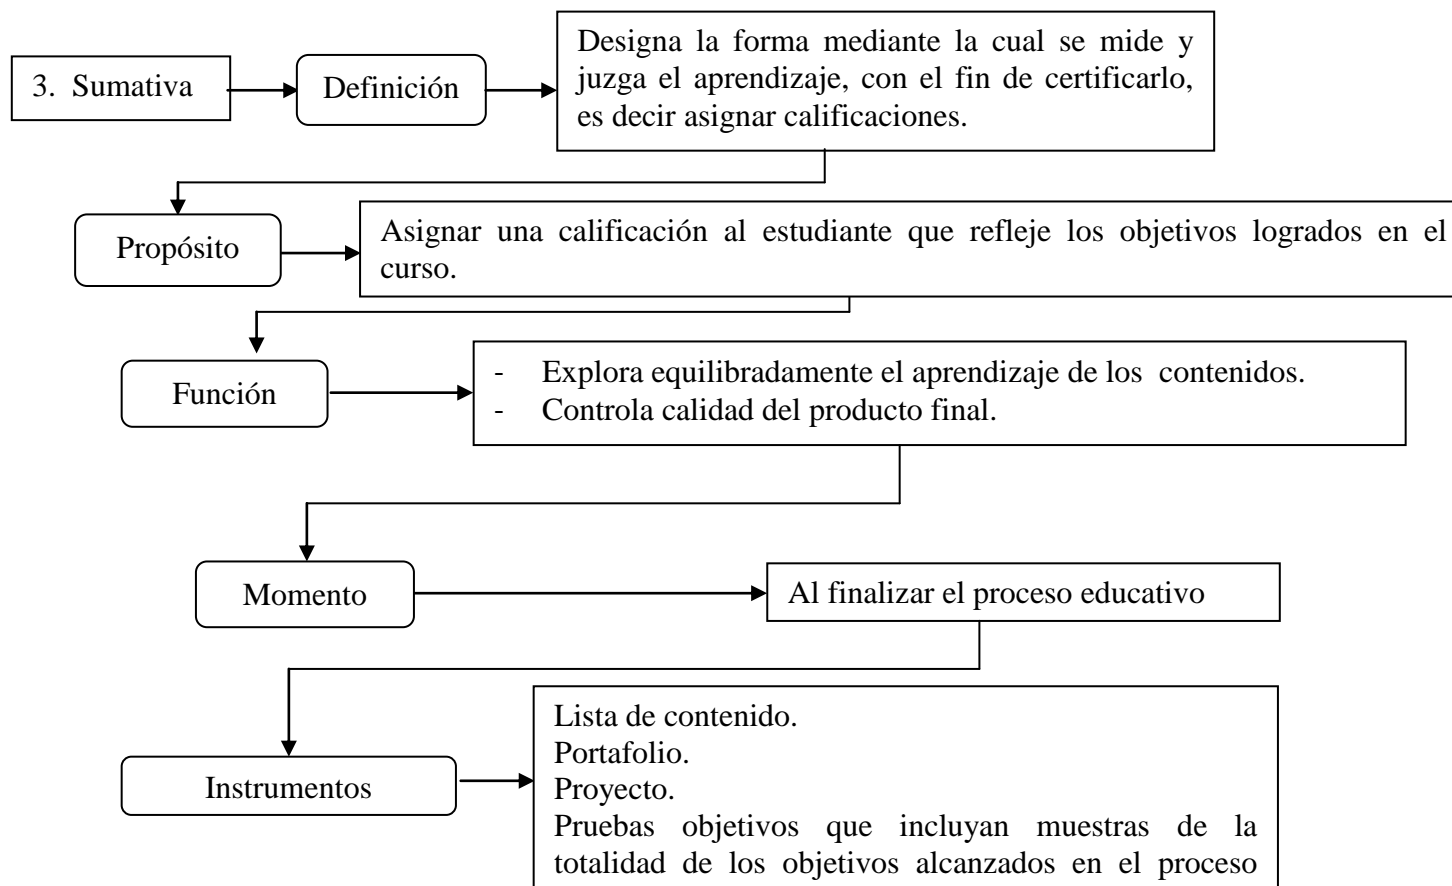 3. Sumativa
Definición
Designa la forma mediante la cual se mide y
juzga el aprendizaje, con el fin de certificarlo,
es decir asignar calificaciones.
Propósito
Asignar una calificación al estudiante que refleje los objetivos logrados en el
curso.
Función
- Explora equilibradamente el aprendizaje de los contenidos.
- Controla calidad del producto final.
Momento
Al finalizar el proceso educativo
Instrumentos
Lista de contenido.
Portafolio.
Proyecto.
Pruebas objetivos que incluyan muestras de la
totalidad de los objetivos alcanzados en el proceso